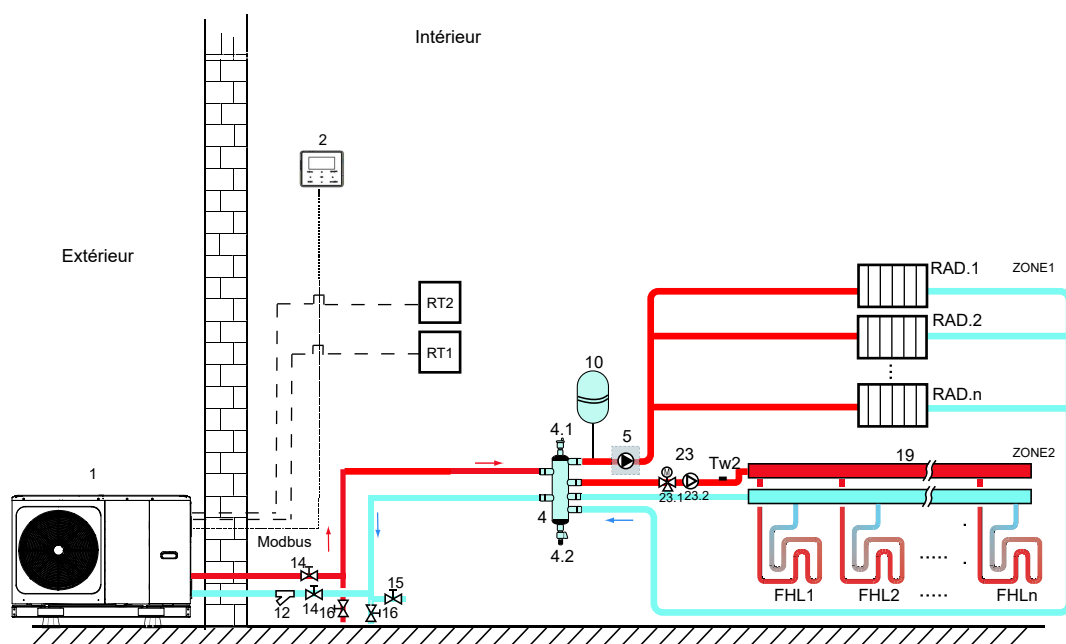 Intérieur
2
Extérieur
RT2
RT1
RAD.1
ZONE1
RAD.2
RAD.n
10
4.1
5
23
Tw2
19
ZONE2
1
23.1
23.2
4
4.2
Modbus
14
15
12
14
16
16
FHL1
FHL2
FHLn
M